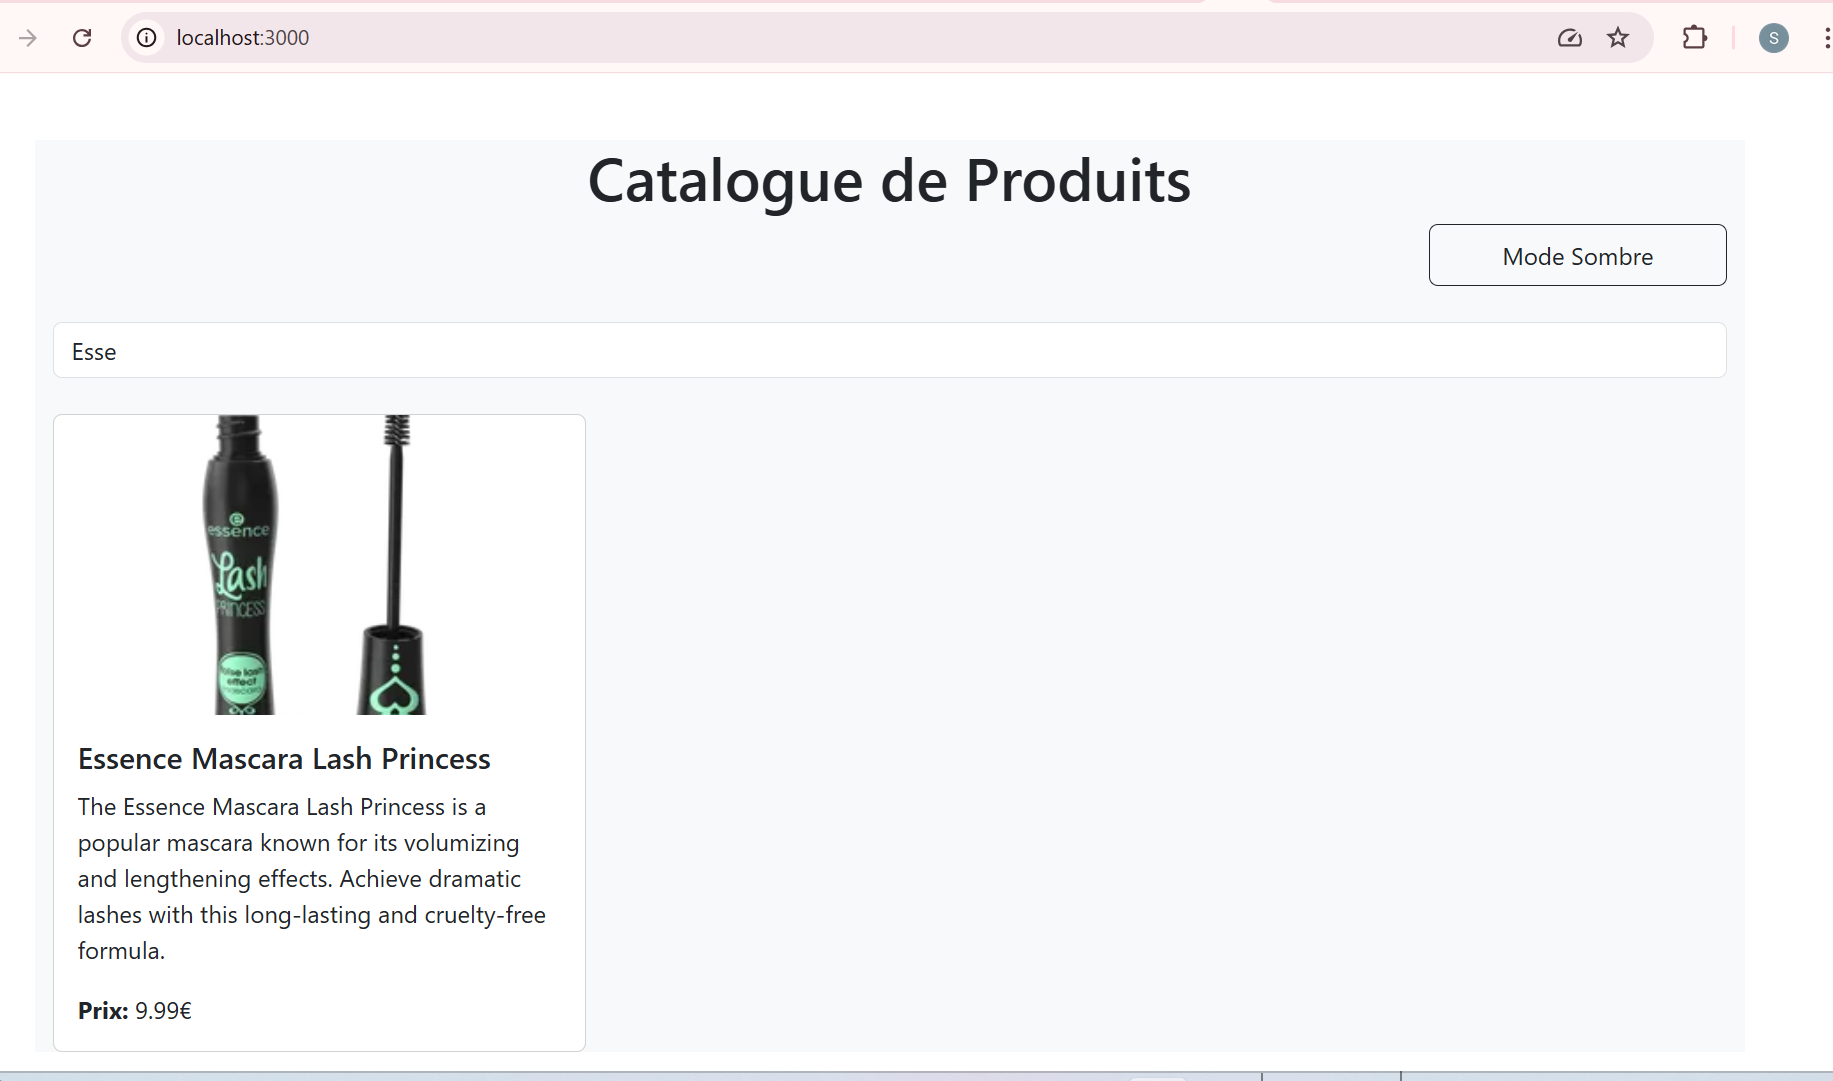 localhost:3000
S
Catalogue de Produits
Mode Sombre
Esse
essence
Lash
PRINCESS
false lash
effect
mascara
Essence Mascara Lash Princess
The Essence Mascara Lash Princess is a
popular mascara known for its volumizing
and lengthening effects. Achieve dramatic
lashes with this long-lasting and cruelty-free
formula.
Prix: 9.99€